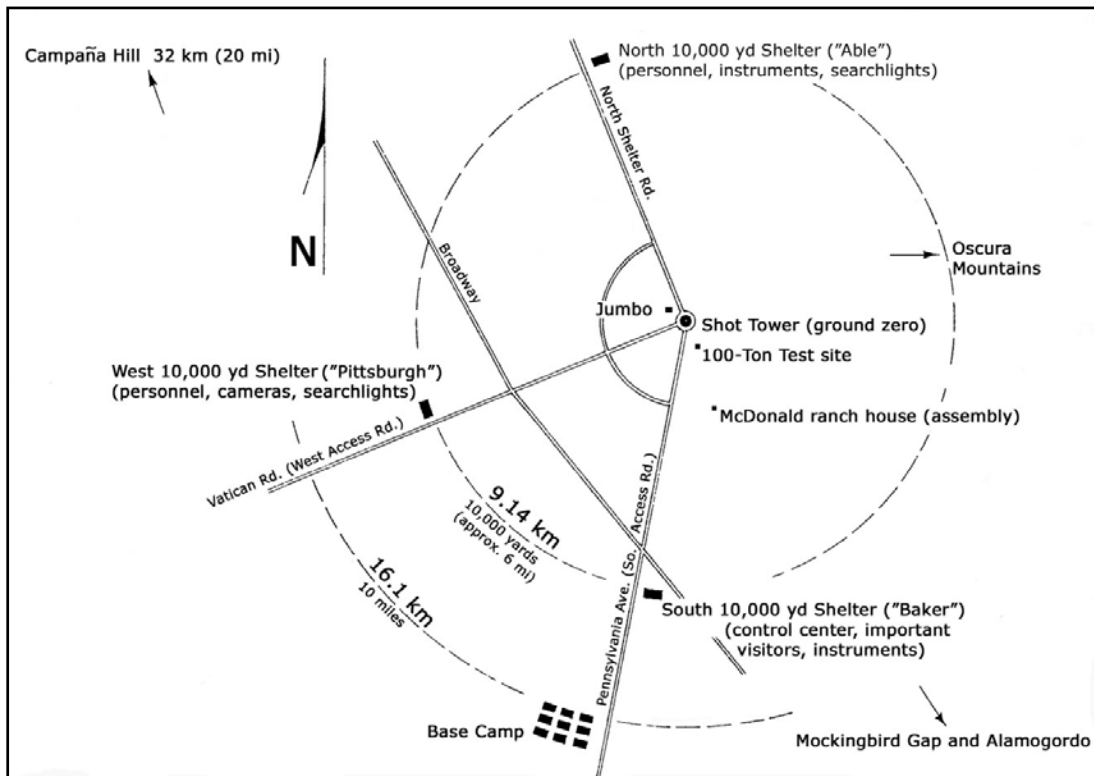 Campaña Hill 32 km (20 mi)
North 10,000 yd Shelter ("Able")
(personnel, instruments, searchlights)
North Shelter Rd.
N
Broadway
Oscura
Mountains
Jumbo
Shot Tower (ground zero)
100-Ton Test site
West 10,000 yd Shelter ("Pittsburgh")
(personnel, cameras, searchlights)
McDonald ranch house (assembly)
Vatican Rd. (West Access Rd.)
9.14 km
10,000 yards
(approx. 6 mi)
16.1 km
10 miles
Pennsylvania Ave. (So. Access Rd.)
South 10,000 yd Shelter ("Baker")
(control center, important
visitors, instruments)
Base Camp
Mockingbird Gap and Alamogordo